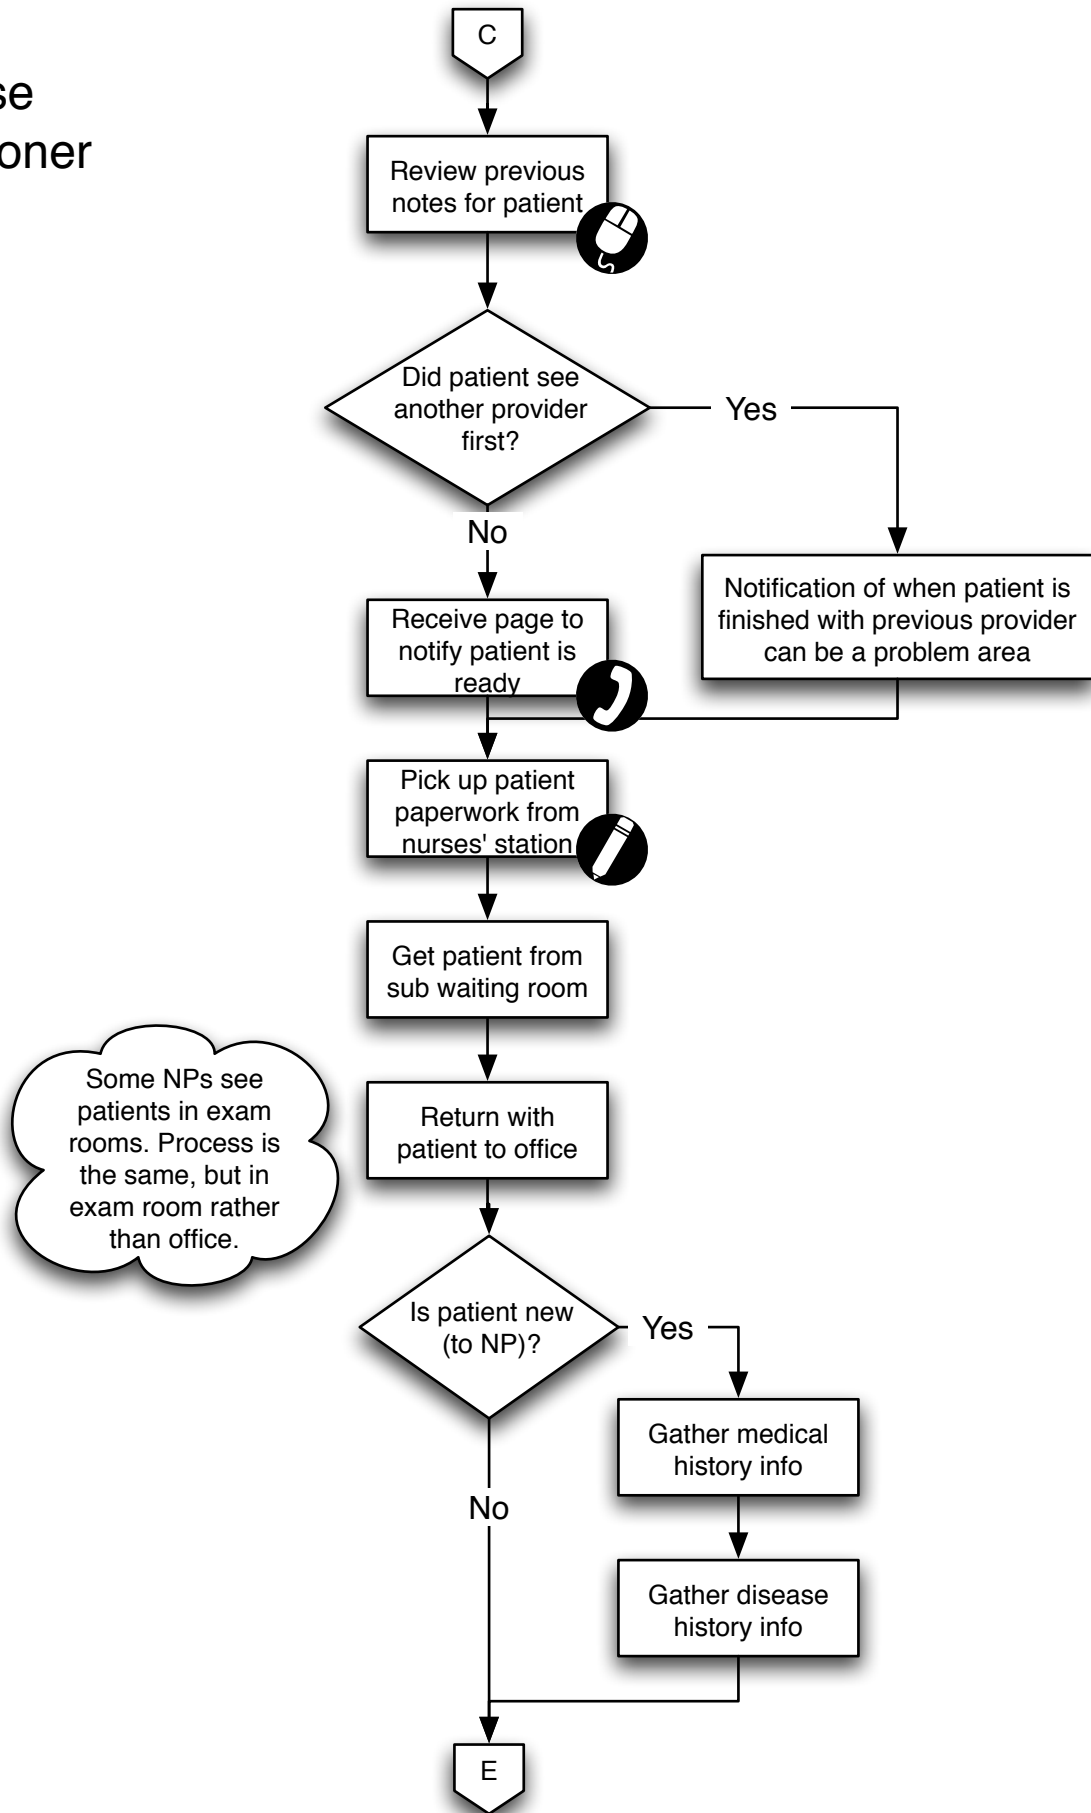 C
se
oner
Review previous
notes for patient
Did patient see
another provider
first?
Yes
No
Receive page to
notify patient is
ready
Notification of when patient is
finished with previous provider
can be a problem area
Pick up patient
paperwork from
nurses' station
Get patient from
sub waiting room
Some NPs see
patients in exam
rooms. Process is
the same, but in
exam room rather
than office.
Return with
patient to office
Is patient new
(to NP)?
Yes
Gather medical
history info
No
Gather disease
history info
E